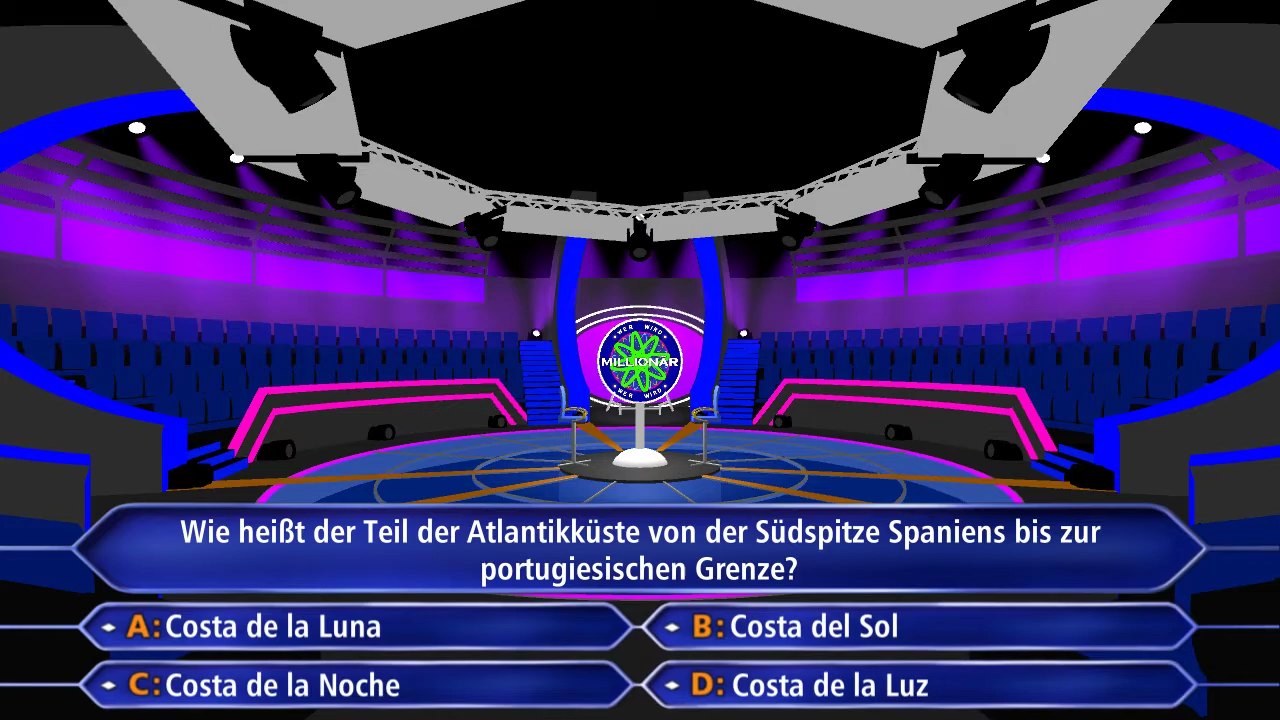 WER WIRD
MILLIONÄR
WER WIRD
Wie heißt der Teil der Atlantikküste von der Südspitze Spaniens bis zur
portugiesischen Grenze?
A: Costa de la Luna
B: Costa del Sol
C: Costa de la Noche
D: Costa de la Luz